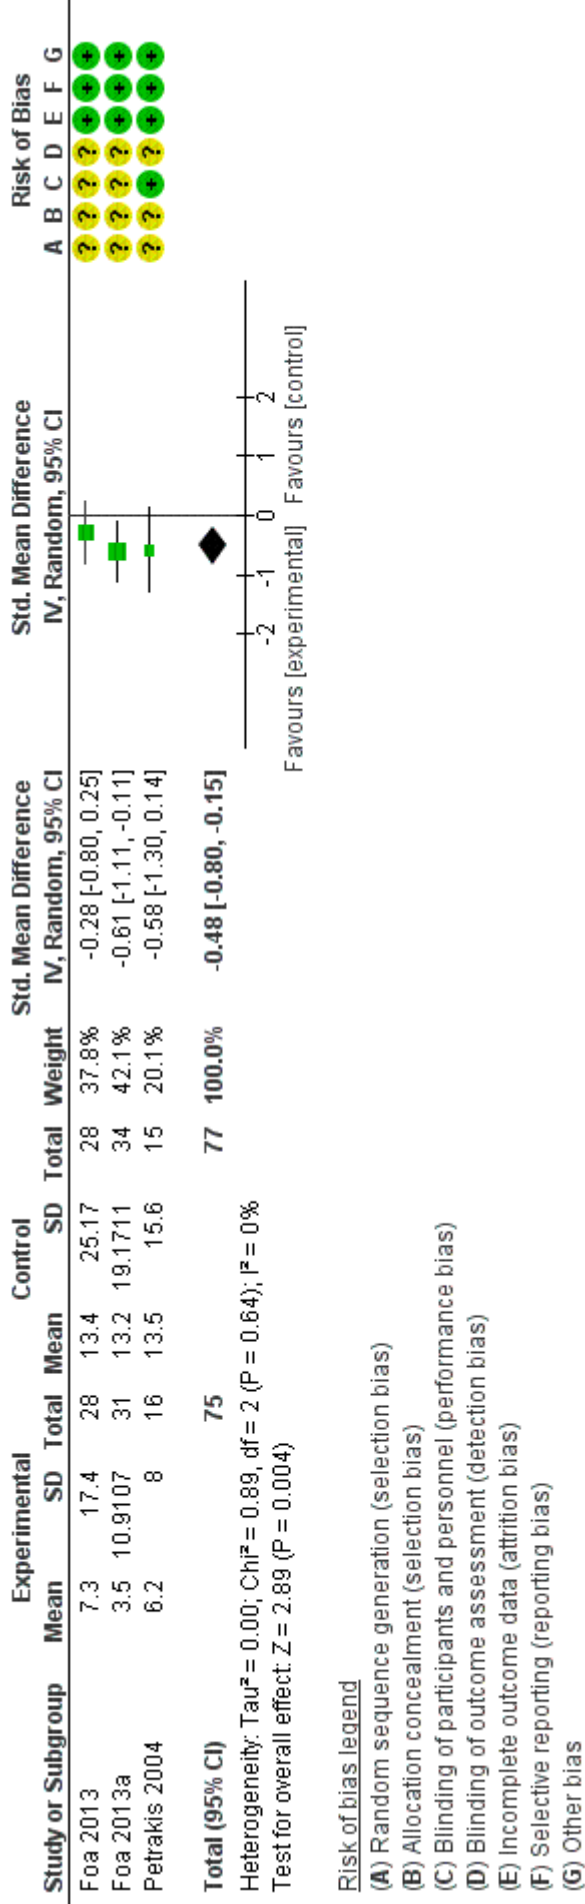 Experimental Control Std. Mean Difference Std. Mean Difference Risk of Bias
Study or Subgroup Mean SD Total Mean SD Total Weight IV, Random, 95% CI IV, Random, 95% CI A B C D E F G
Foa 2013 7.3 17.4 28 13.4 25.17 28 37.8% -0.28 [-0.80, 0.25] ? ? ? ? + + +
Foa 2013a 3.5 10.9107 31 13.2 19.1711 34 42.1% -0.61 [-1.11, -0.11] ? ? ? ? + + +
Petrakis 2004 6.2 8 16 13.5 15.6 15 20.1% -0.58 [-1.30, 0.14] ? ? + ? + + +
Total (95% CI) 75 77 100.0% -0.48 [-0.80, -0.15]
Heterogeneity: Tau² = 0.00; Chi² = 0.89, df = 2 (P = 0.64); I² = 0%
Test for overall effect: Z = 2.89 (P = 0.004)
-2 -1 0 1 2
Favours [experimental] Favours [control]
Risk of bias legend
(A) Random sequence generation (selection bias)
(B) Allocation concealment (selection bias)
(C) Blinding of participants and personnel (performance bias)
(D) Blinding of outcome assessment (detection bias)
(E) Incomplete outcome data (attrition bias)
(F) Selective reporting (reporting bias)
(G) Other bias